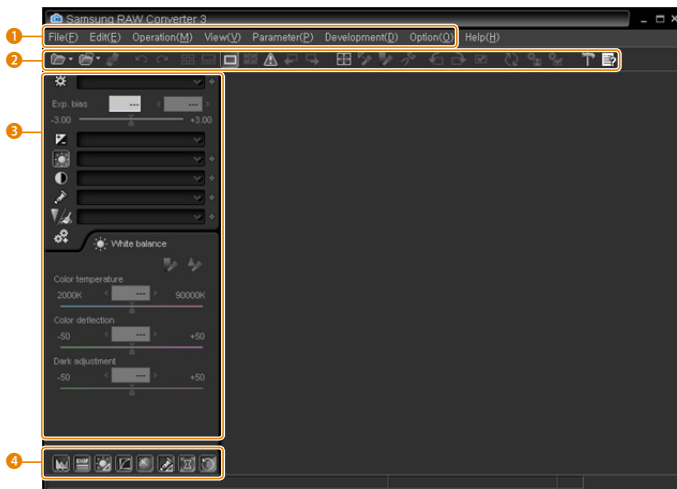 Samsung RAW Converter 3
1
File(F) Edit(E) Operation(M) View(V) Parameter(P) Development(D) Option(O) Help(H)
2
3
Exp. bias --- ---
-3.00 +3.00
White balance
Color temperature
2000K --- 90000K
Color deflection
-50 --- +50
Dark adjustment
-50 --- +50
4
EXIF